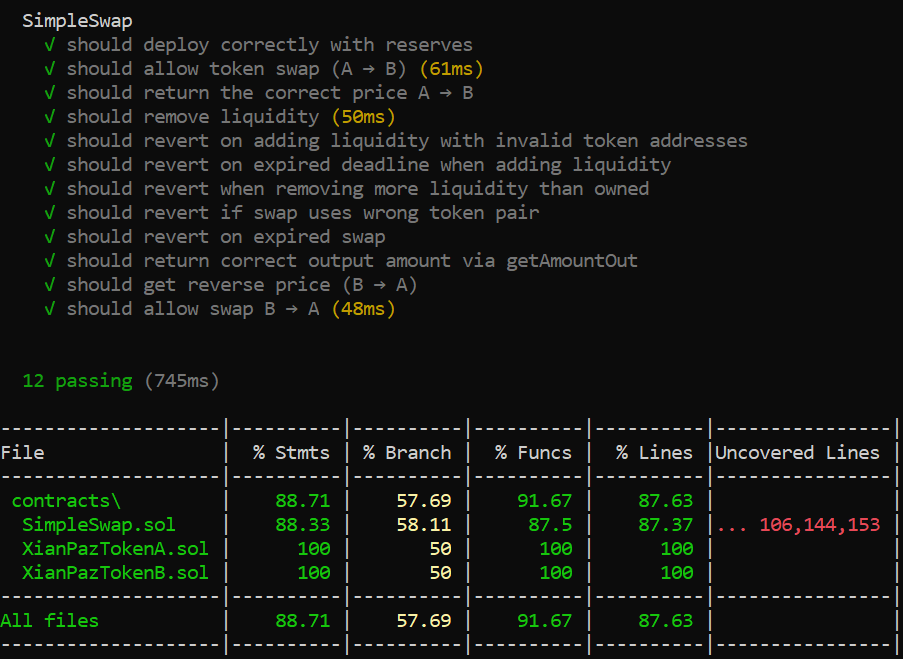 SimpleSwap
√ should deploy correctly with reserves
√ should allow token swap (A → B) (61ms)
√ should return the correct price A → B
√ should remove liquidity (50ms)
√ should revert on adding liquidity with invalid token addresses
√ should revert on expired deadline when adding liquidity
√ should revert when removing more liquidity than owned
√ should revert if swap uses wrong token pair
√ should revert on expired swap
√ should return correct output amount via getAmountOut
√ should get reverse price (B → A)
√ should allow swap B → A (48ms)
12 passing (745ms)
--------------------|----------|----------|----------|----------|----------------|
File                |  % Stmts | % Branch |  % Funcs |  % Lines |Uncovered Lines |
--------------------|----------|----------|----------|----------|----------------|
 contracts\         |    88.71 |    57.69 |    91.67 |    87.63 |                |
  SimpleSwap.sol    |    88.33 |    58.11 |     87.5 |    87.37 |... 106,144,153 |
  XianPazTokenA.sol |      100 |       50 |      100 |      100 |                |
  XianPazTokenB.sol |      100 |       50 |      100 |      100 |                |
--------------------|----------|----------|----------|----------|----------------|
All files           |    88.71 |    57.69 |    91.67 |    87.63 |                |
--------------------|----------|----------|----------|----------|----------------|